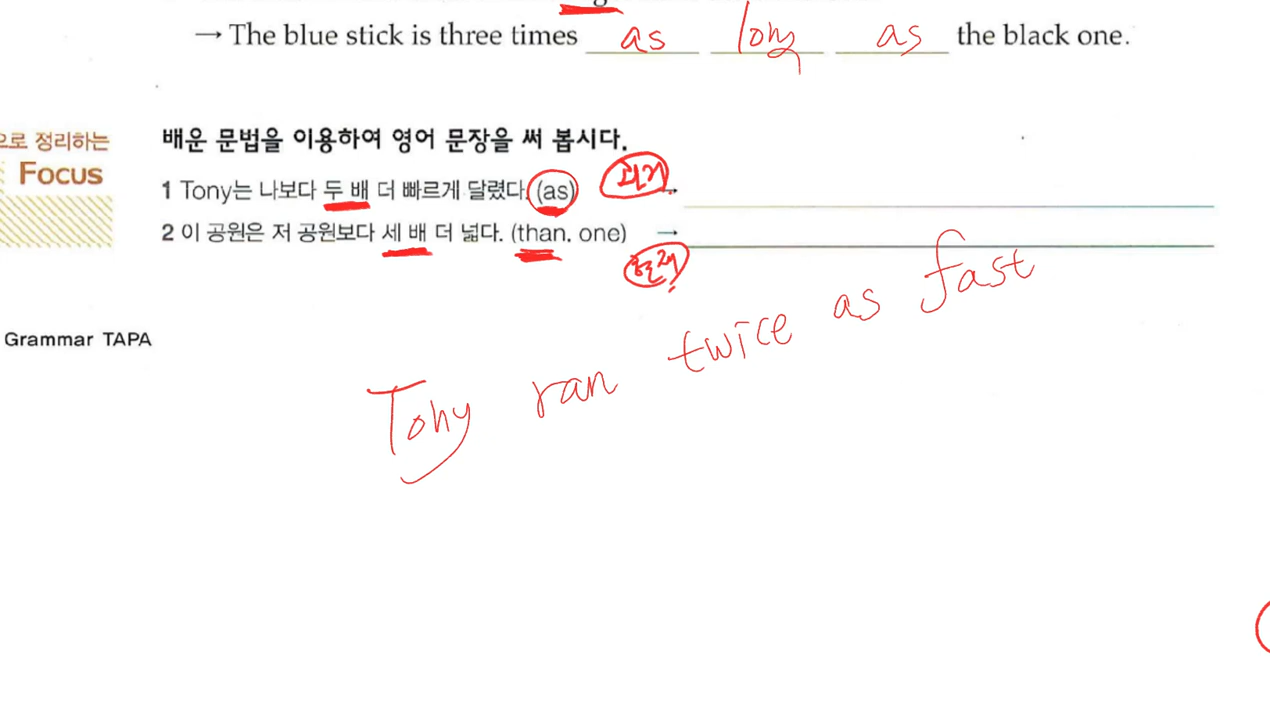 → The blue stick is three times as long as the black one.
으로 정리하는
Focus
배운 문법을 이용하여 영어 문장을 써 봅시다.
1 Tony는 나보다 두 배 더 빠르게 달렸다. (as) 과거 →
2 이 공원은 저 공원보다 세 배 더 넓다. (than, one) →
현재
Grammar TAPA
Tony ran twice as fast